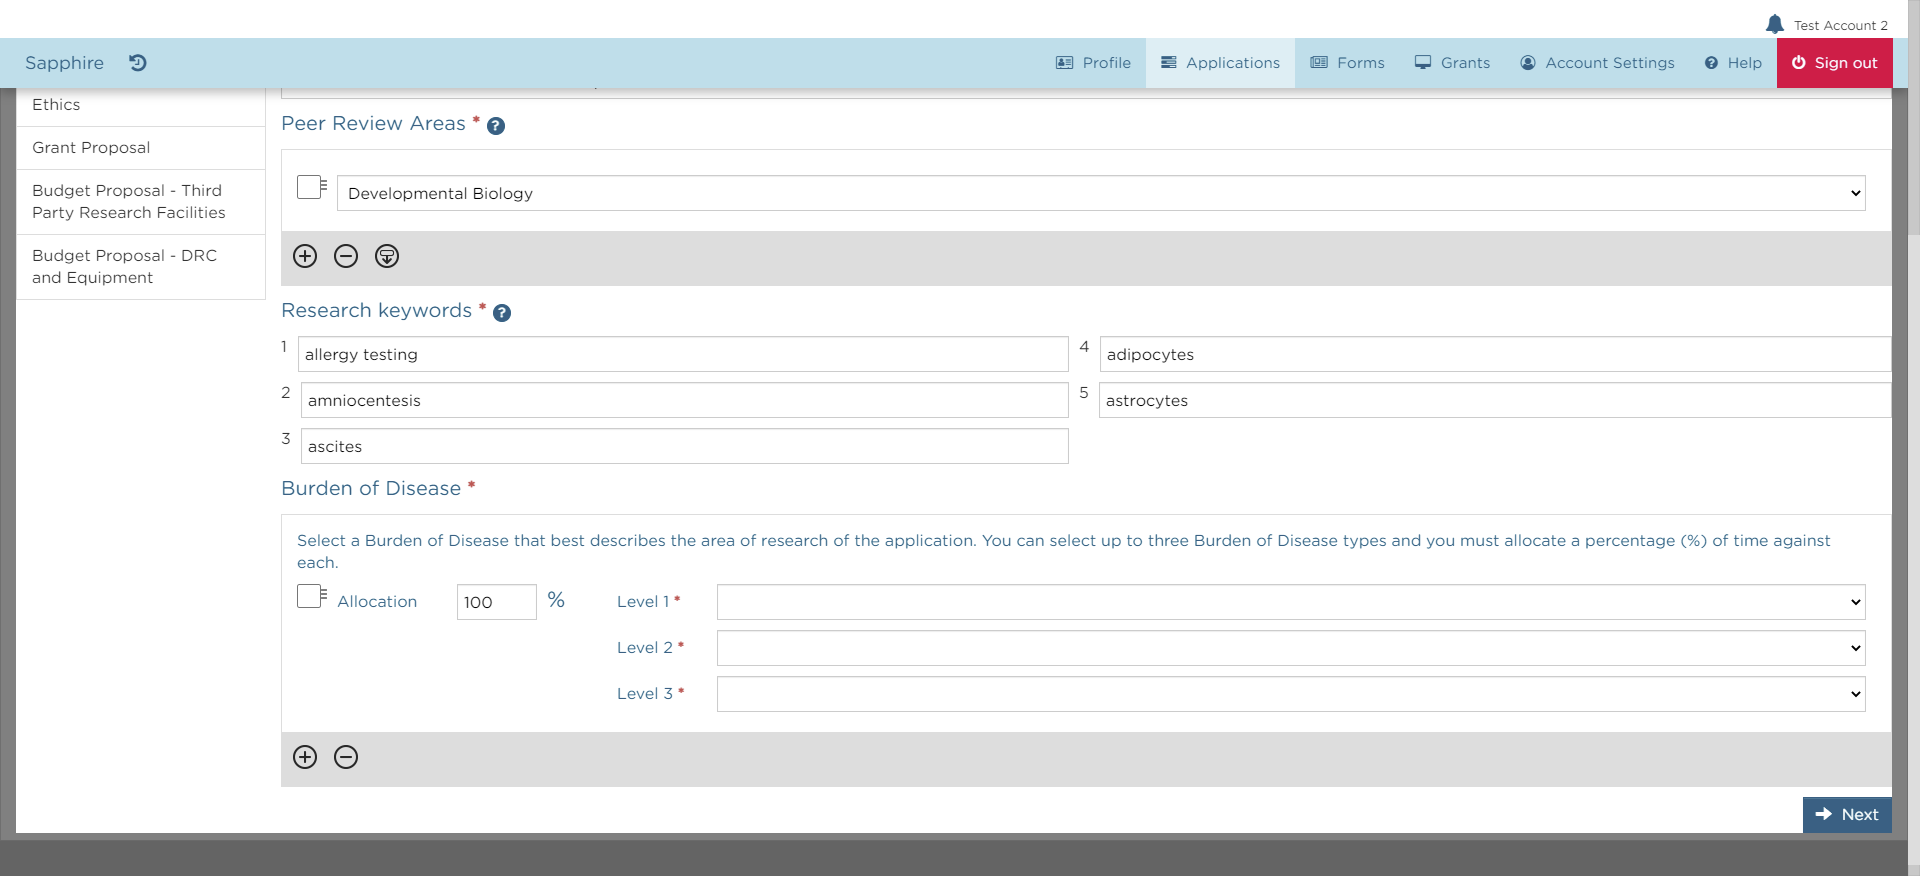 Test Account 2
Sapphire
Profile
Applications
Forms
Grants
Account Settings
Help
Sign out
Ethics
Grant Proposal
Budget Proposal - Third
Party Research Facilities
Budget Proposal - DRC
and Equipment
Peer Review Areas * ?
Developmental Biology
Research keywords * ?
1 allergy testing
2 amniocentesis
3 ascites
4 adipocytes
5 astrocytes
Burden of Disease *
Select a Burden of Disease that best describes the area of research of the application. You can select up to three Burden of Disease types and you must allocate a percentage (%) of time against
each.
Allocation 100 % Level 1 *
Level 2 *
Level 3 *
Next